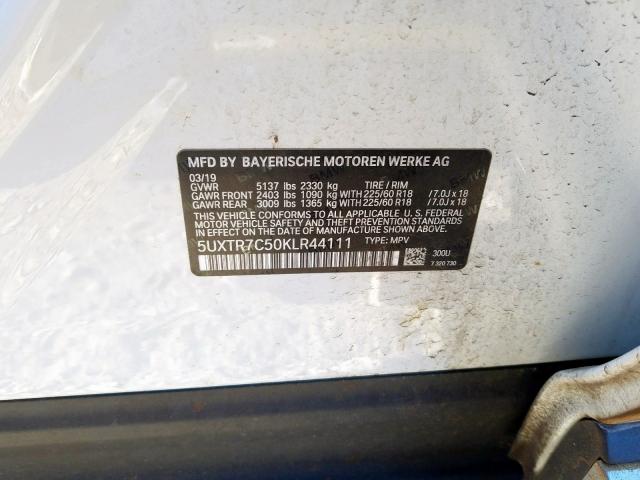 MFD BY BAYERISCHE MOTOREN WERKE AG
03/19
GVWR 5137 lbs 2330 kg TIRE / RIM
GAWR FRONT 2403 lbs 1090 kg WITH 225/60 R18 /7.0J x 18
GAWR REAR 3009 lbs 1365 kg WITH 225/60 R18 /7.0J x 18
THIS VEHICLE CONFORMS TO ALL APPLICABLE U. S. FEDERAL
MOTOR VEHICLE SAFETY AND THEFT PREVENTION STANDARDS
IN EFFECT ON THE DATE OF MANUFACTURE SHOWN ABOVE.
5UXTR7C50KLR44111 TYPE: MPV
300U
7 320 730